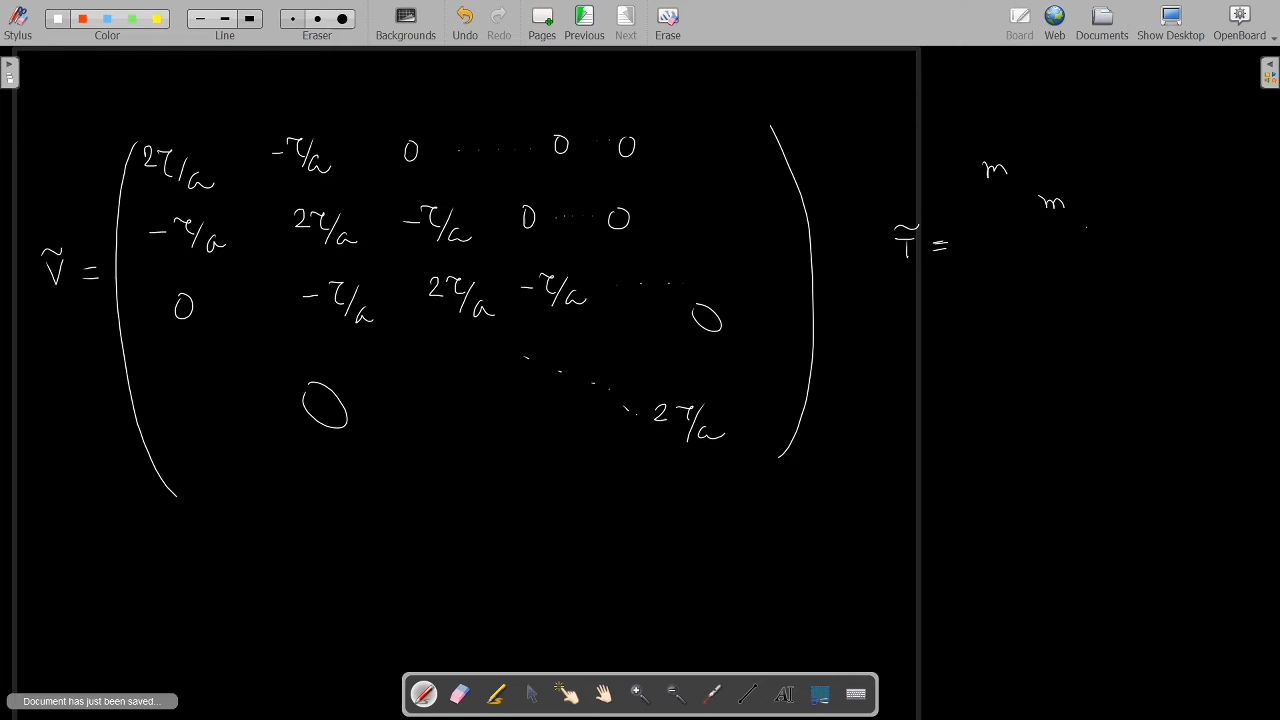 Stylus Color Line Eraser Backgrounds Undo Redo Pages Previous Next Erase Board Web Documents Show Desktop OpenBoard
2τ/a -τ/a 0 ..... 0 .. 0
-τ/a 2τ/a -τ/a 0 ..... 0
Ṽ =
0 -τ/a 2τ/a -τ/a ..... 0
0 ..... 2τ/a
m
m
T̃ =
Document has just been saved...